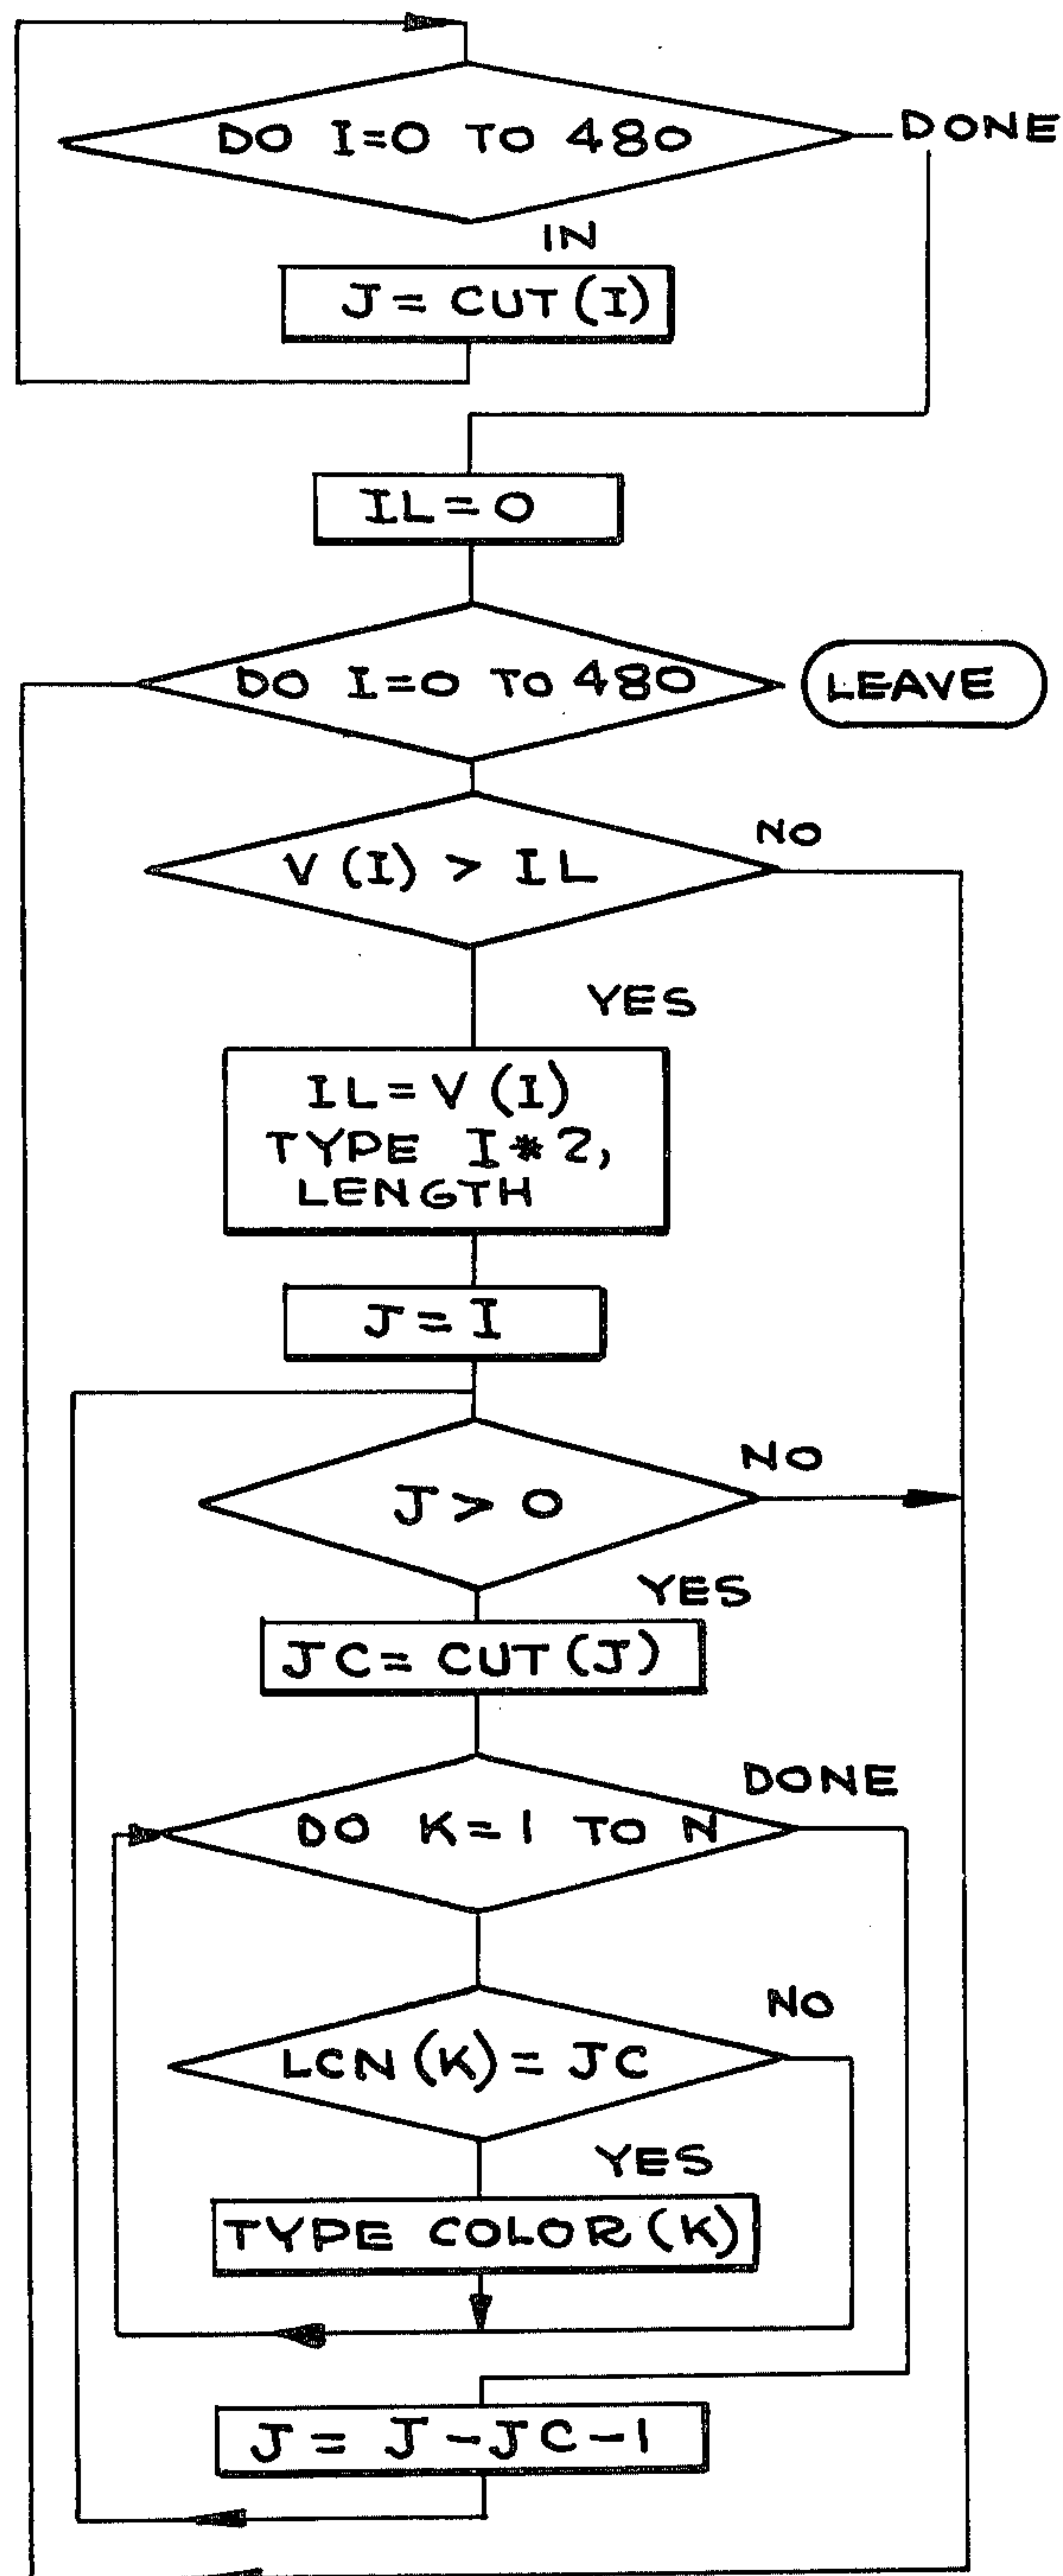 DO I=0 TO 480
DONE
IN
J = CUT (I)
IL = 0
DO I=0 TO 480
LEAVE
V (I) > IL
NO
YES
IL = V (I)
TYPE I*2,
LENGTH
J = I
J > 0
NO
YES
JC = CUT (J)
DONE
DO K=1 TO N
NO
LCN (K) = JC
YES
TYPE COLOR (K)
J = J -JC-1